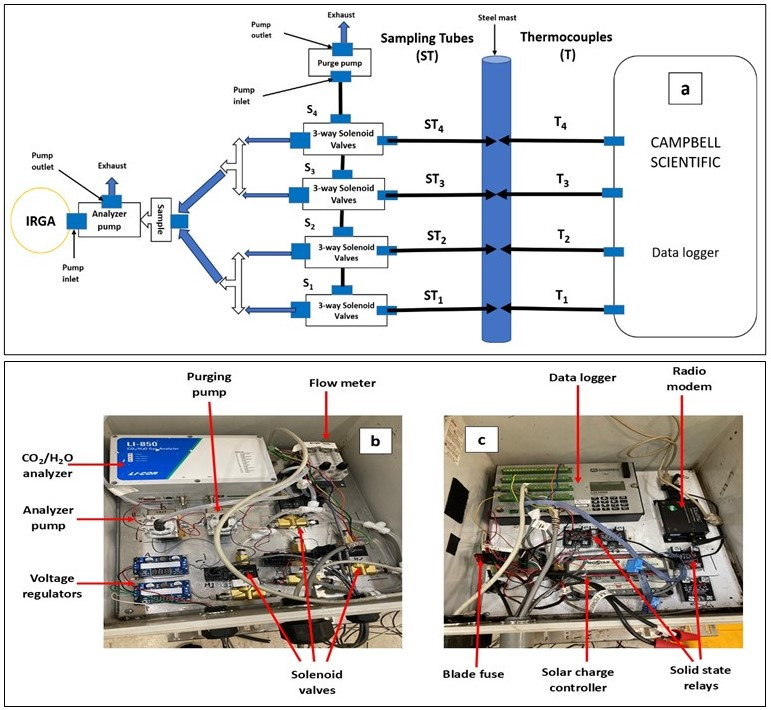 Exhaust
Pump
outlet
Purge pump
Pump
inlet
Sampling Tubes
(ST)
Steel mast
Thermocouples
(T)
a
S4
3-way Solenoid
Valves
ST4
T4
CAMPBELL
SCIENTIFIC
S3
3-way Solenoid
Valves
ST3
T3
S2
3-way Solenoid
Valves
ST2
T2
Data logger
S1
3-way Solenoid
Valves
ST1
T1
Pump
outlet
Exhaust
IRGA
Analyzer
pump
Sample
Pump
inlet
Purging
pump
Flow meter
b
LI-850
CO2/H2O Gas Analyzer
LI-COR
CO2/H2O
analyzer
Analyzer
pump
Voltage
regulators
Solenoid
valves
Data logger
Radio
modem
c
Blade fuse
Solar charge
controller
Solid state
relays